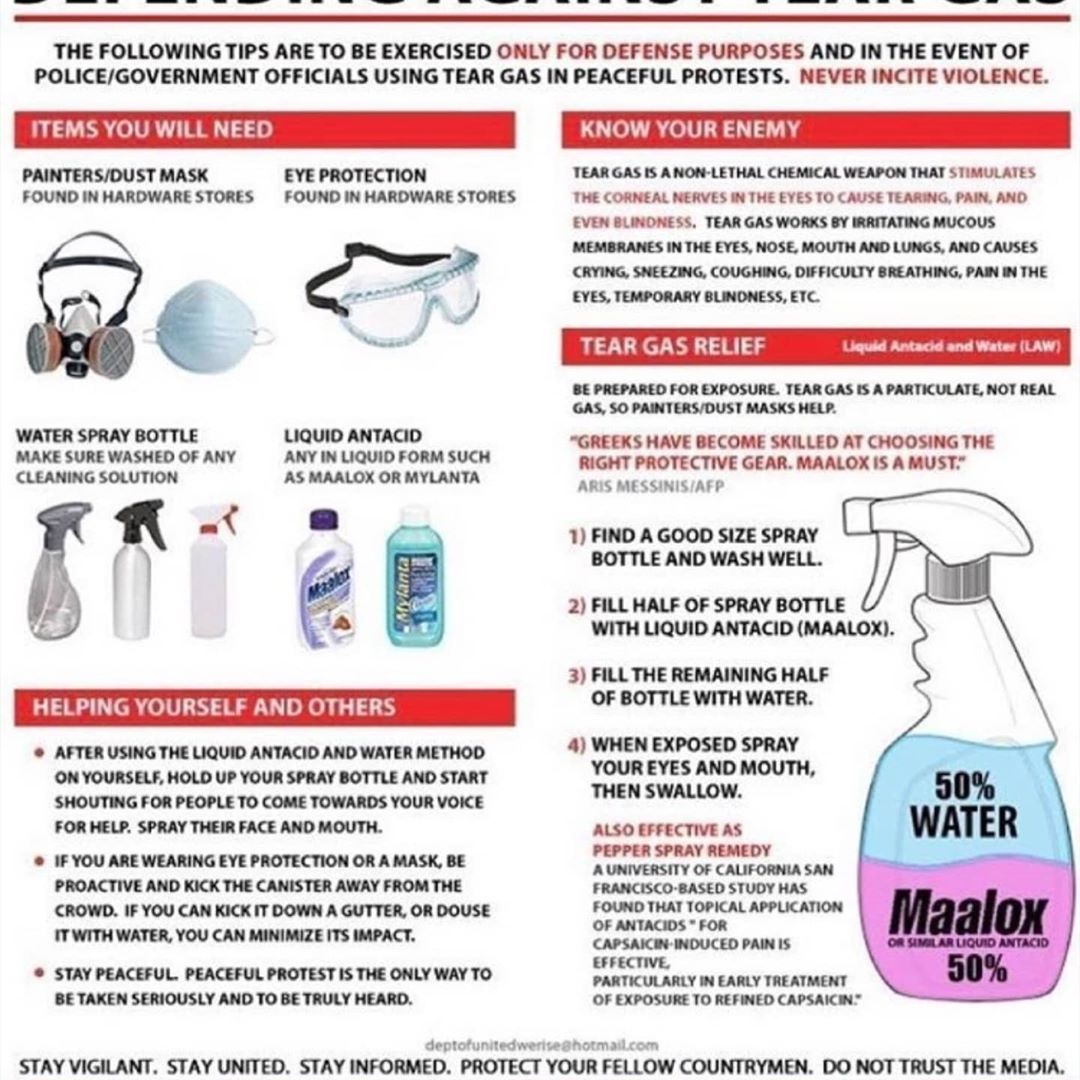 DEFENDING AGAINST TEAR GAS
THE FOLLOWING TIPS ARE TO BE EXERCISED ONLY FOR DEFENSE PURPOSES AND IN THE EVENT OF
POLICE/GOVERNMENT OFFICIALS USING TEAR GAS IN PEACEFUL PROTESTS. NEVER INCITE VIOLENCE.
ITEMS YOU WILL NEED
PAINTERS/DUST MASK
FOUND IN HARDWARE STORES
EYE PROTECTION
FOUND IN HARDWARE STORES
WATER SPRAY BOTTLE
MAKE SURE WASHED OF ANY
CLEANING SOLUTION
LIQUID ANTACID
ANY IN LIQUID FORM SUCH
AS MAALOX OR MYLANTA
Maalox
Mylanta
HELPING YOURSELF AND OTHERS
• AFTER USING THE LIQUID ANTACID AND WATER METHOD
ON YOURSELF, HOLD UP YOUR SPRAY BOTTLE AND START
SHOUTING FOR PEOPLE TO COME TOWARDS YOUR VOICE
FOR HELP. SPRAY THEIR FACE AND MOUTH.
• IF YOU ARE WEARING EYE PROTECTION OR A MASK, BE
PROACTIVE AND KICK THE CANISTER AWAY FROM THE
CROWD. IF YOU CAN KICK IT DOWN A GUTTER, OR DOUSE
IT WITH WATER, YOU CAN MINIMIZE ITS IMPACT.
• STAY PEACEFUL. PEACEFUL PROTEST IS THE ONLY WAY TO
BE TAKEN SERIOUSLY AND TO BE TRULY HEARD.
KNOW YOUR ENEMY
TEAR GAS IS A NON-LETHAL CHEMICAL WEAPON THAT STIMULATES
THE CORNEAL NERVES IN THE EYES TO CAUSE TEARING, PAIN, AND
EVEN BLINDNESS. TEAR GAS WORKS BY IRRITATING MUCOUS
MEMBRANES IN THE EYES, NOSE, MOUTH AND LUNGS, AND CAUSES
CRYING, SNEEZING, COUGHING, DIFFICULTY BREATHING, PAIN IN THE
EYES, TEMPORARY BLINDNESS, ETC.
TEAR GAS RELIEF Liquid Antacid and Water (LAW)
BE PREPARED FOR EXPOSURE. TEAR GAS IS A PARTICULATE, NOT REAL
GAS, SO PAINTERS/DUST MASKS HELP.
"GREEKS HAVE BECOME SKILLED AT CHOOSING THE
RIGHT PROTECTIVE GEAR. MAALOX IS A MUST."
ARIS MESSINIS/AFP
1) FIND A GOOD SIZE SPRAY
BOTTLE AND WASH WELL.
2) FILL HALF OF SPRAY BOTTLE
WITH LIQUID ANTACID (MAALOX).
3) FILL THE REMAINING HALF
OF BOTTLE WITH WATER.
4) WHEN EXPOSED SPRAY
YOUR EYES AND MOUTH,
THEN SWALLOW.
ALSO EFFECTIVE AS
PEPPER SPRAY REMEDY
A UNIVERSITY OF CALIFORNIA SAN
FRANCISCO-BASED STUDY HAS
FOUND THAT TOPICAL APPLICATION
OF ANTACIDS " FOR
CAPSAICIN-INDUCED PAIN IS
EFFECTIVE,
PARTICULARLY IN EARLY TREATMENT
OF EXPOSURE TO REFINED CAPSAICIN."
50%
WATER
Maalox
OR SIMILAR LIQUID ANTACID
50%
deptofunitedwerise@hotmail.com
STAY VIGILANT. STAY UNITED. STAY INFORMED. PROTECT YOUR FELLOW COUNTRYMEN. DO NOT TRUST THE MEDIA.